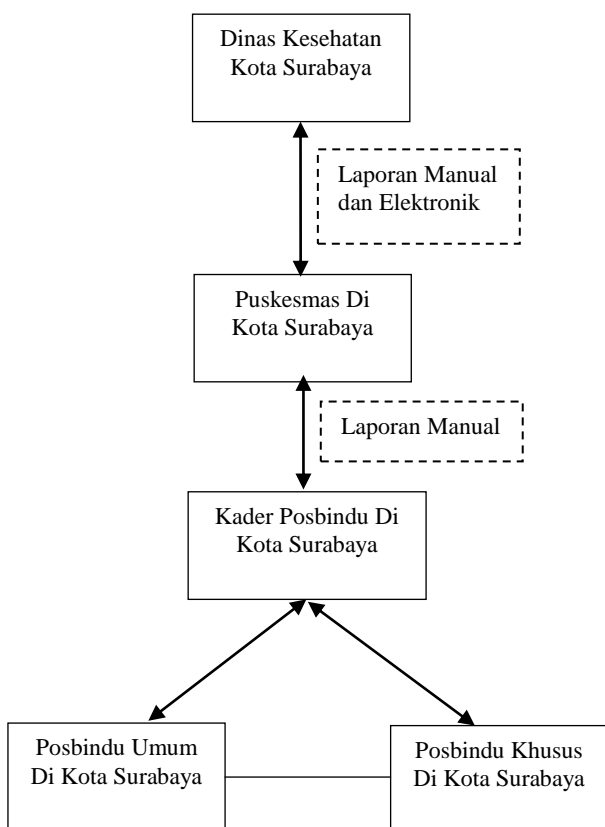 Dinas Kesehatan
Kota Surabaya
Laporan Manual
dan Elektronik
Puskesmas Di
Kota Surabaya
Laporan Manual
Kader Posbindu Di
Kota Surabaya
Posbindu Umum
Di Kota Surabaya
Posbindu Khusus
Di Kota Surabaya